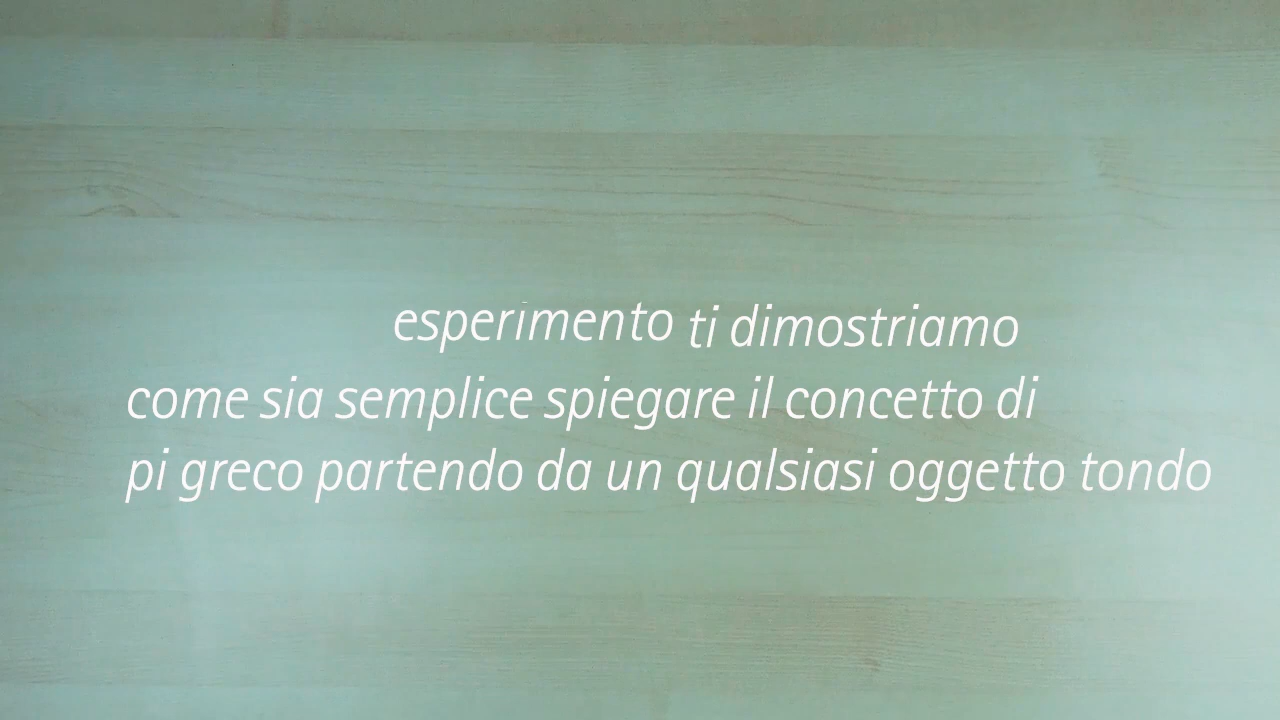 esperimento ti dimostriamo
come sia semplice spiegare il concetto di
pi greco partendo da un qualsiasi oggetto tondo